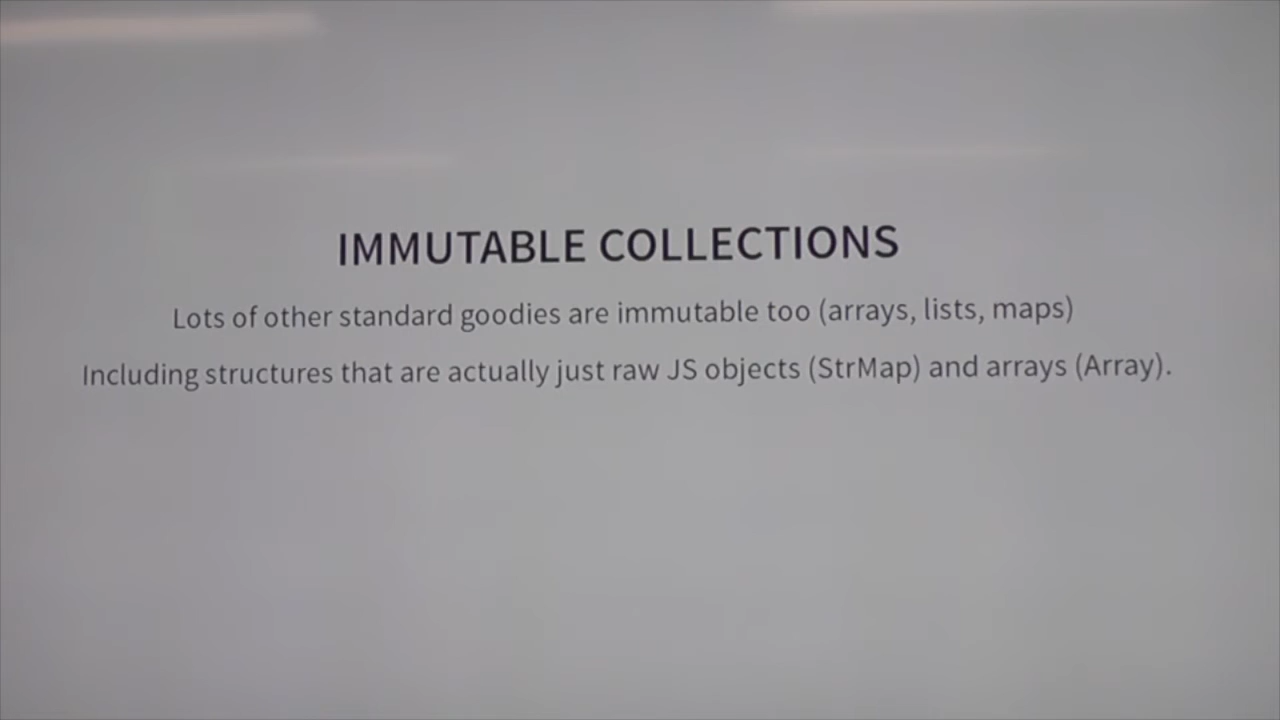 IMMUTABLE COLLECTIONS
Lots of other standard goodies are immutable too (arrays, lists, maps)
Including structures that are actually just raw JS objects (StrMap) and arrays (Array).